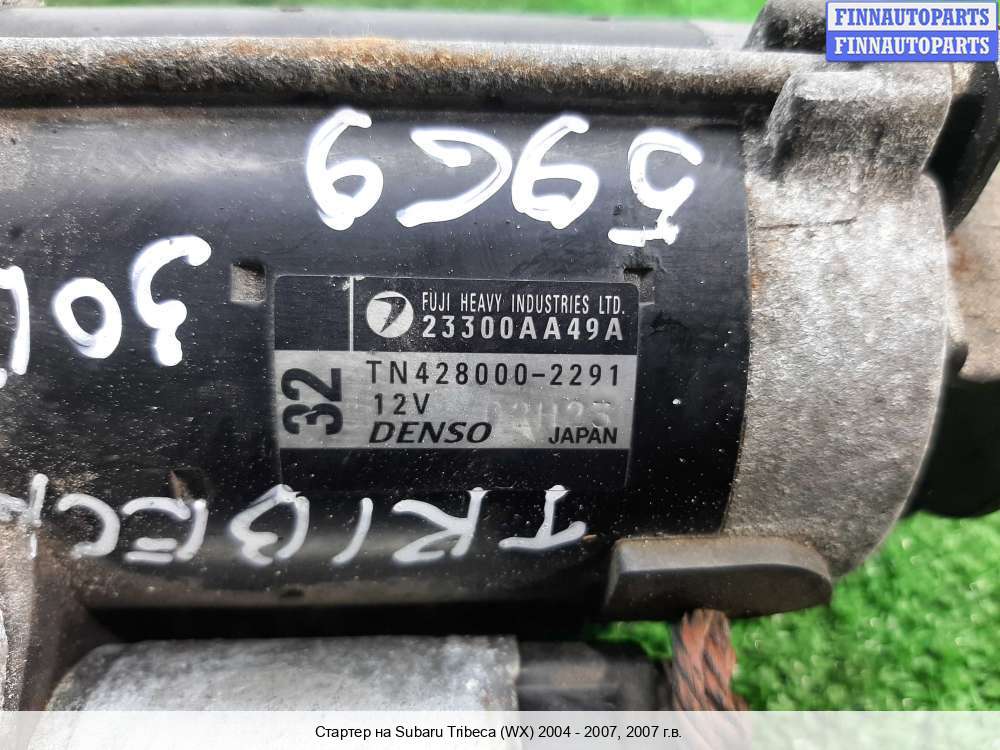 FINNAUTOPARTS
FINNAUTOPARTS
FUJI HEAVY INDUSTRIES LTD.
23300AA49A
32
TN428000-2291
12V
DENSO JAPAN
TRIBECA
Стартер на Subaru Tribeca (WX) 2004 - 2007, 2007 г.в.